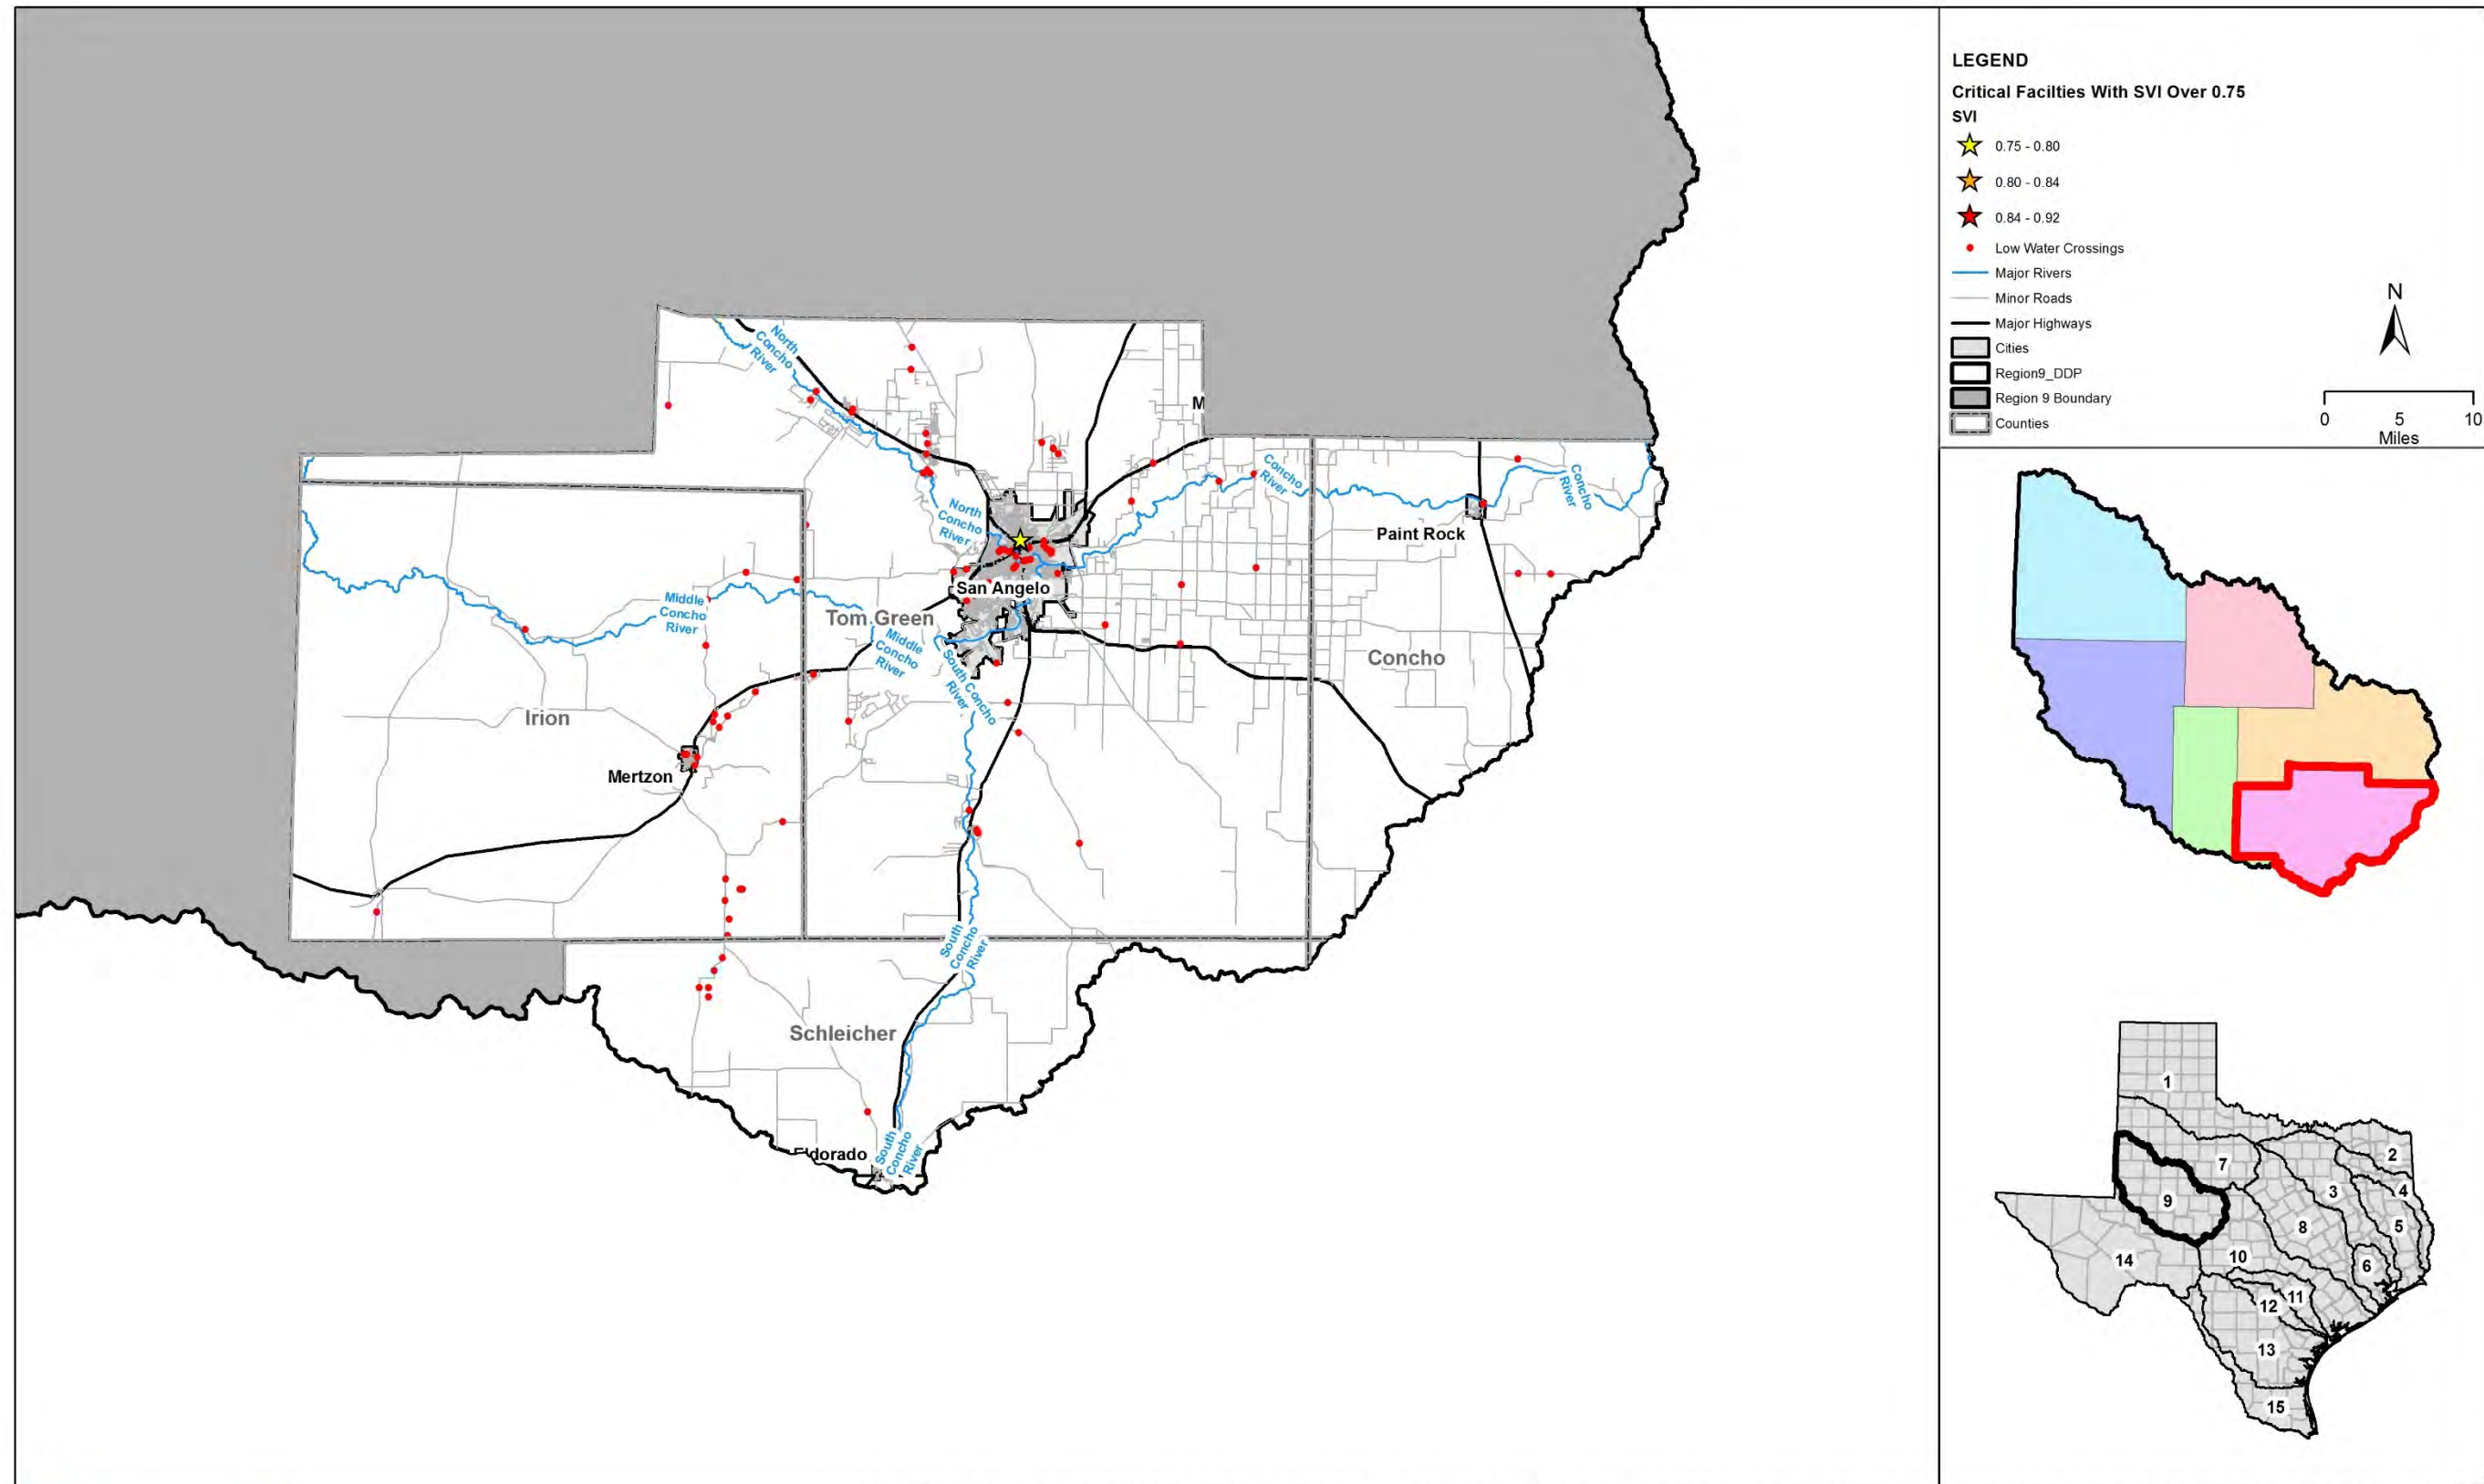 LEGEND
Critical Facilties With SVI Over 0.75
SVI
0.75 - 0.80
0.80 - 0.84
0.84 - 0.92
Low Water Crossings
Major Rivers
Minor Roads
Major Highways
Cities
Region9_DDP
Region 9 Boundary
Counties
N
0 5 10
Miles
North
Concho
River
M
Concho
River
Concho
River
North
Concho
River
Paint Rock
San Angelo
Middle
Concho
River
Tom Green
Middle
Concho
River
South Concho
River
Concho
Irion
Mertzon
South
Concho
River
Schleicher
Eldorado
South
Concho
River
1
2
7
3
4
9
8
5
14
10
6
11
12
13
15